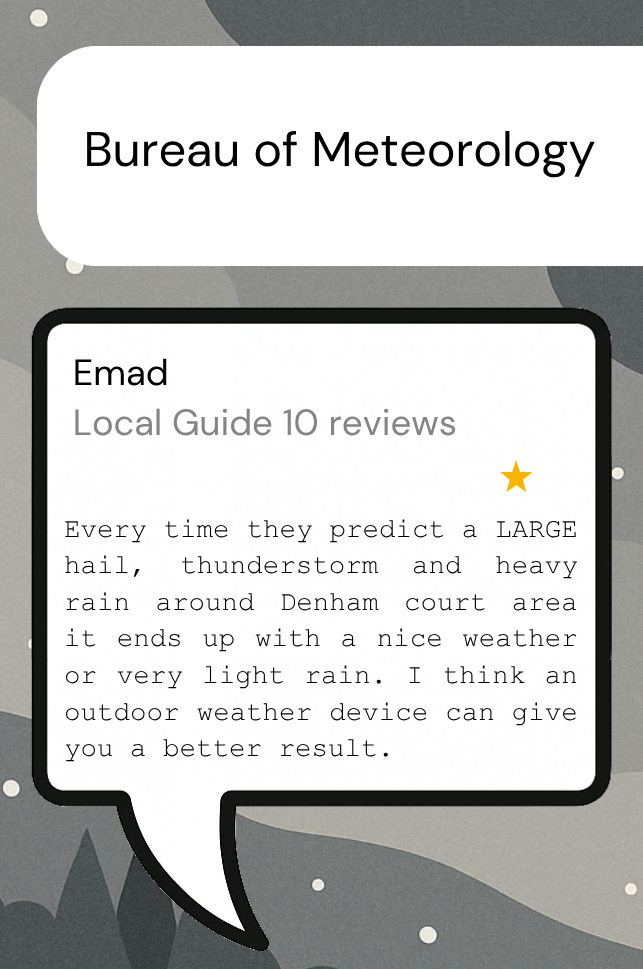 Bureau of Meteorology
Emad
Local Guide 10 reviews
Every time they predict a LARGE
hail, thunderstorm and heavy
rain around Denham court area
it ends up with a nice weather
or very light rain. I think an
outdoor weather device can give
you a better result.